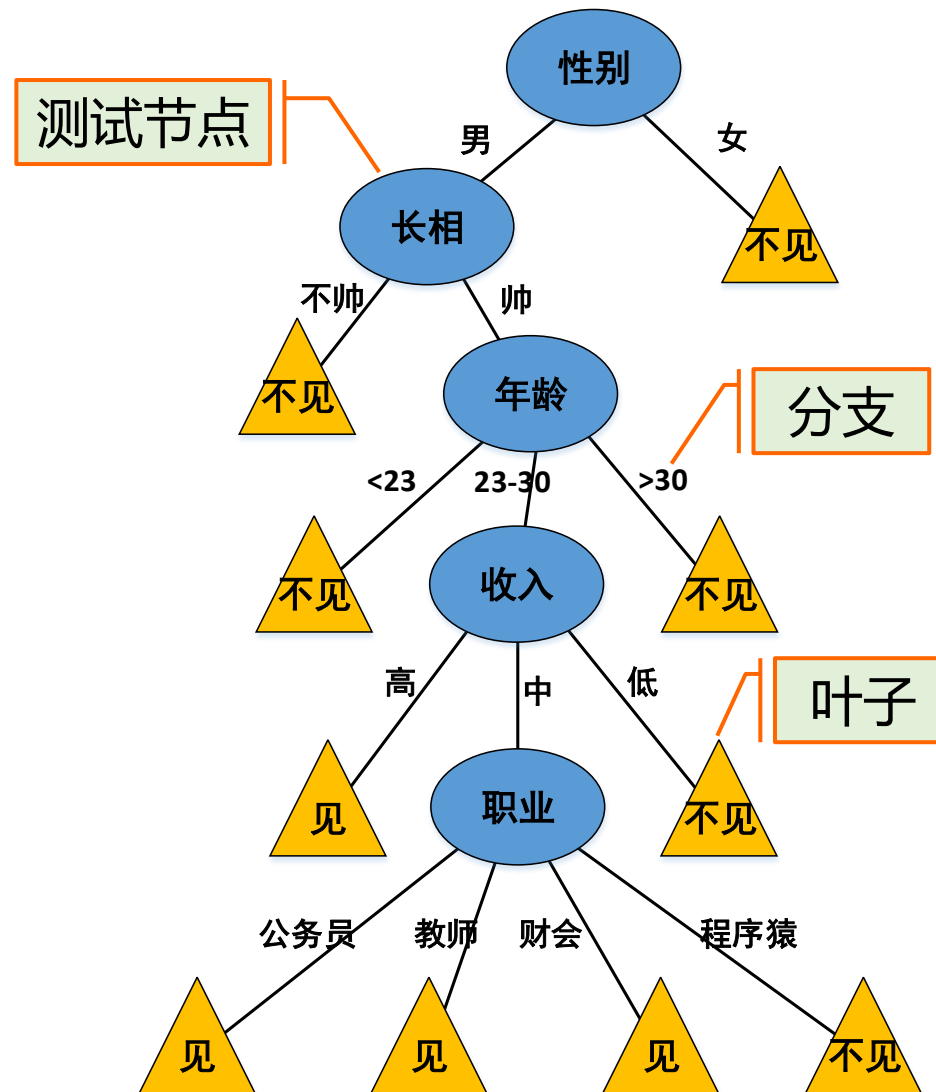 性别
测试节点
男
女
长相
不见
不帅
帅
不见
年龄
分支
<23
23-30
>30
不见
收入
不见
高
中
低
叶子
见
职业
不见
公务员
教师
财会
程序猿
见
见
见
不见